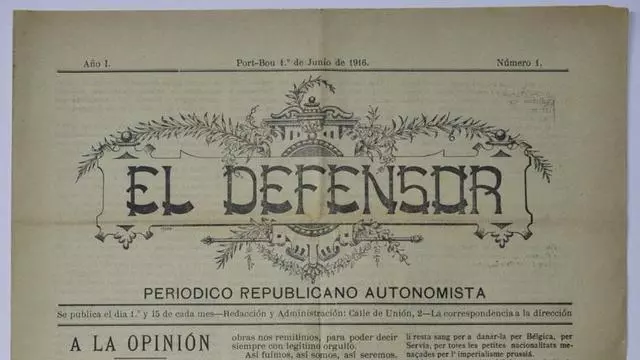 Año I.
Port-Bou 1.º de Junio de 1916.
Número 1.
EL DEFENSOR
PERIODICO REPUBLICANO AUTONOMISTA
Se publica el dia 1.º y 15 de cada mes—Redacción y Administración: Calle de Unión, 2—La correspondencia a la dirección
A LA OPINIÓN
obras nos remitimos, para poder decir
siempre con legítimo orgullo.
Así fuimos, así somos, así seremos.
li resta sang per a danar-la per Bélgica, per
Servia, per totes les petites nacionalitats me-
naçades per l' imperialisme prussiá.